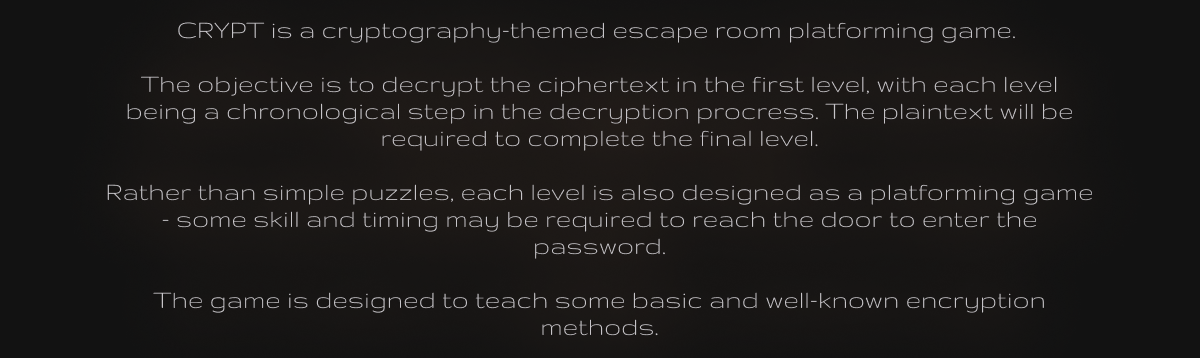 CRYPT is a cryptography-themed escape room platforming game.
The objective is to decrypt the ciphertext in the first level, with each level
being a chronological step in the decryption procress. The plaintext will be
required to complete the final level.
Rather than simple puzzles, each level is also designed as a platforming game
- some skill and timing may be required to reach the door to enter the
password.
The game is designed to teach some basic and well-known encryption
methods.